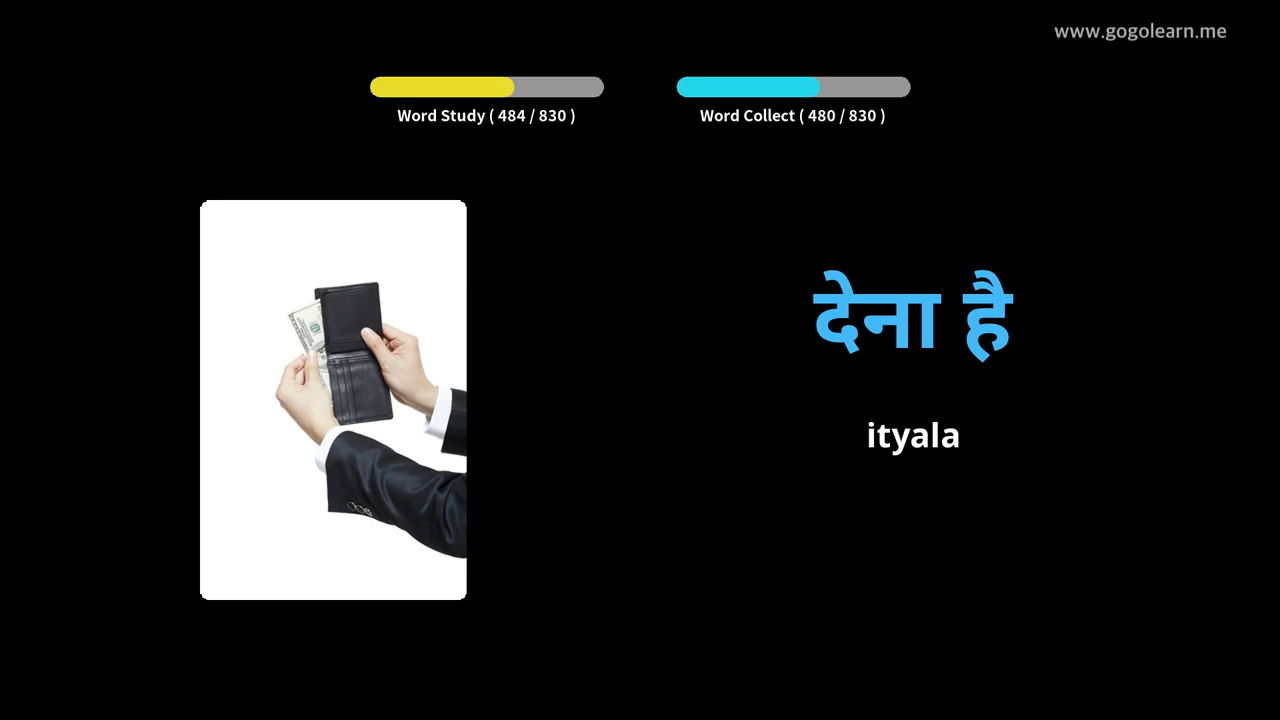 www.gogolearn.me
Word Study ( 484 / 830 )
Word Collect ( 480 / 830 )
देना है
ityala